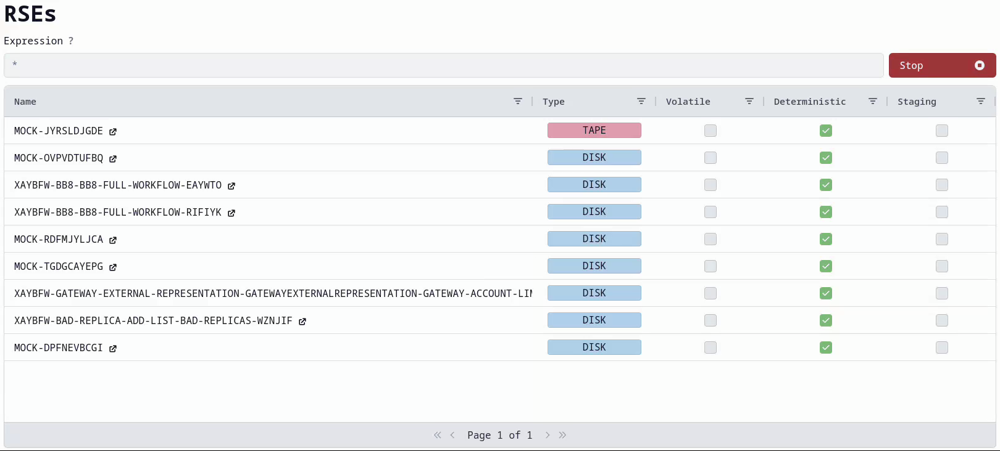 RSEs
Expression ?
*
Stop
Name Type Volatile Deterministic Staging
MOCK-JYRSLDJGDE TAPE
MOCK-OVPVDTUFBQ DISK
XAYBFW-BB8-BB8-FULL-WORKFLOW-EAYWTO DISK
XAYBFW-BB8-BB8-FULL-WORKFLOW-RIFIYK DISK
MOCK-RDFMJYLJCA DISK
MOCK-TGDGCAYEPG DISK
XAYBFW-GATEWAY-EXTERNAL-REPRESENTATION-GATEWAYEXTERNALREPRESENTATION-GATEWAY-ACCOUNT-LIM DISK
XAYBFW-BAD-REPLICA-ADD-LIST-BAD-REPLICAS-WZNJIF DISK
MOCK-DPFNEVBCGI DISK
Page 1 of 1